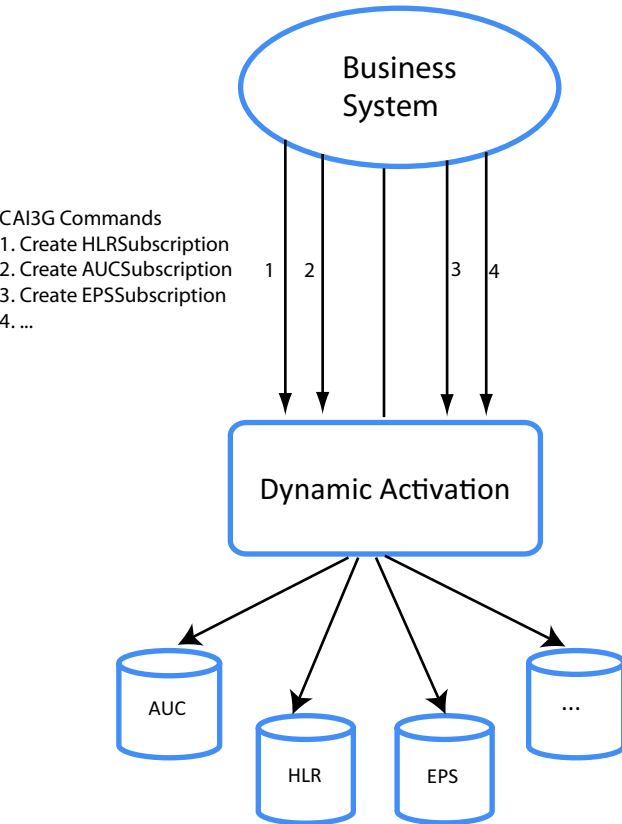 Business
System
CAI3G Commands
1. Create HLRSubscription
2. Create AUCSubscription
3. Create EPSSubscription
4. ...
1
2
3
4
Dynamic Activation
AUC
...
HLR
EPS